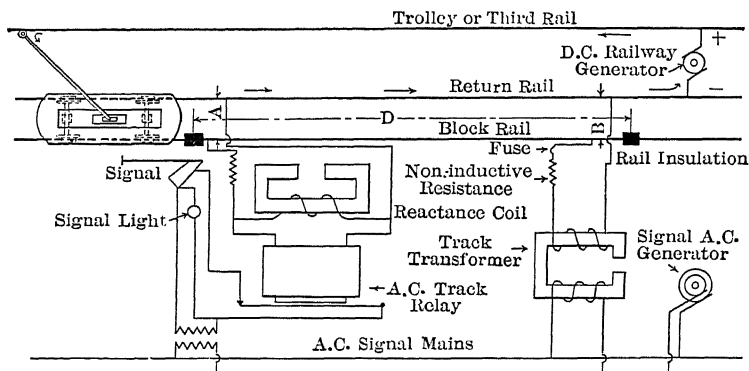 Trolley or Third Rail
+
D.C. Railway
Generator
Return Rail
−
A
D
B
Block Rail
Fuse
Rail Insulation
Signal
Non-inductive
Resistance
Signal Light
Reactance Coil
Track
Transformer
Signal A.C.
Generator
A.C. Track
Relay
A.C. Signal Mains